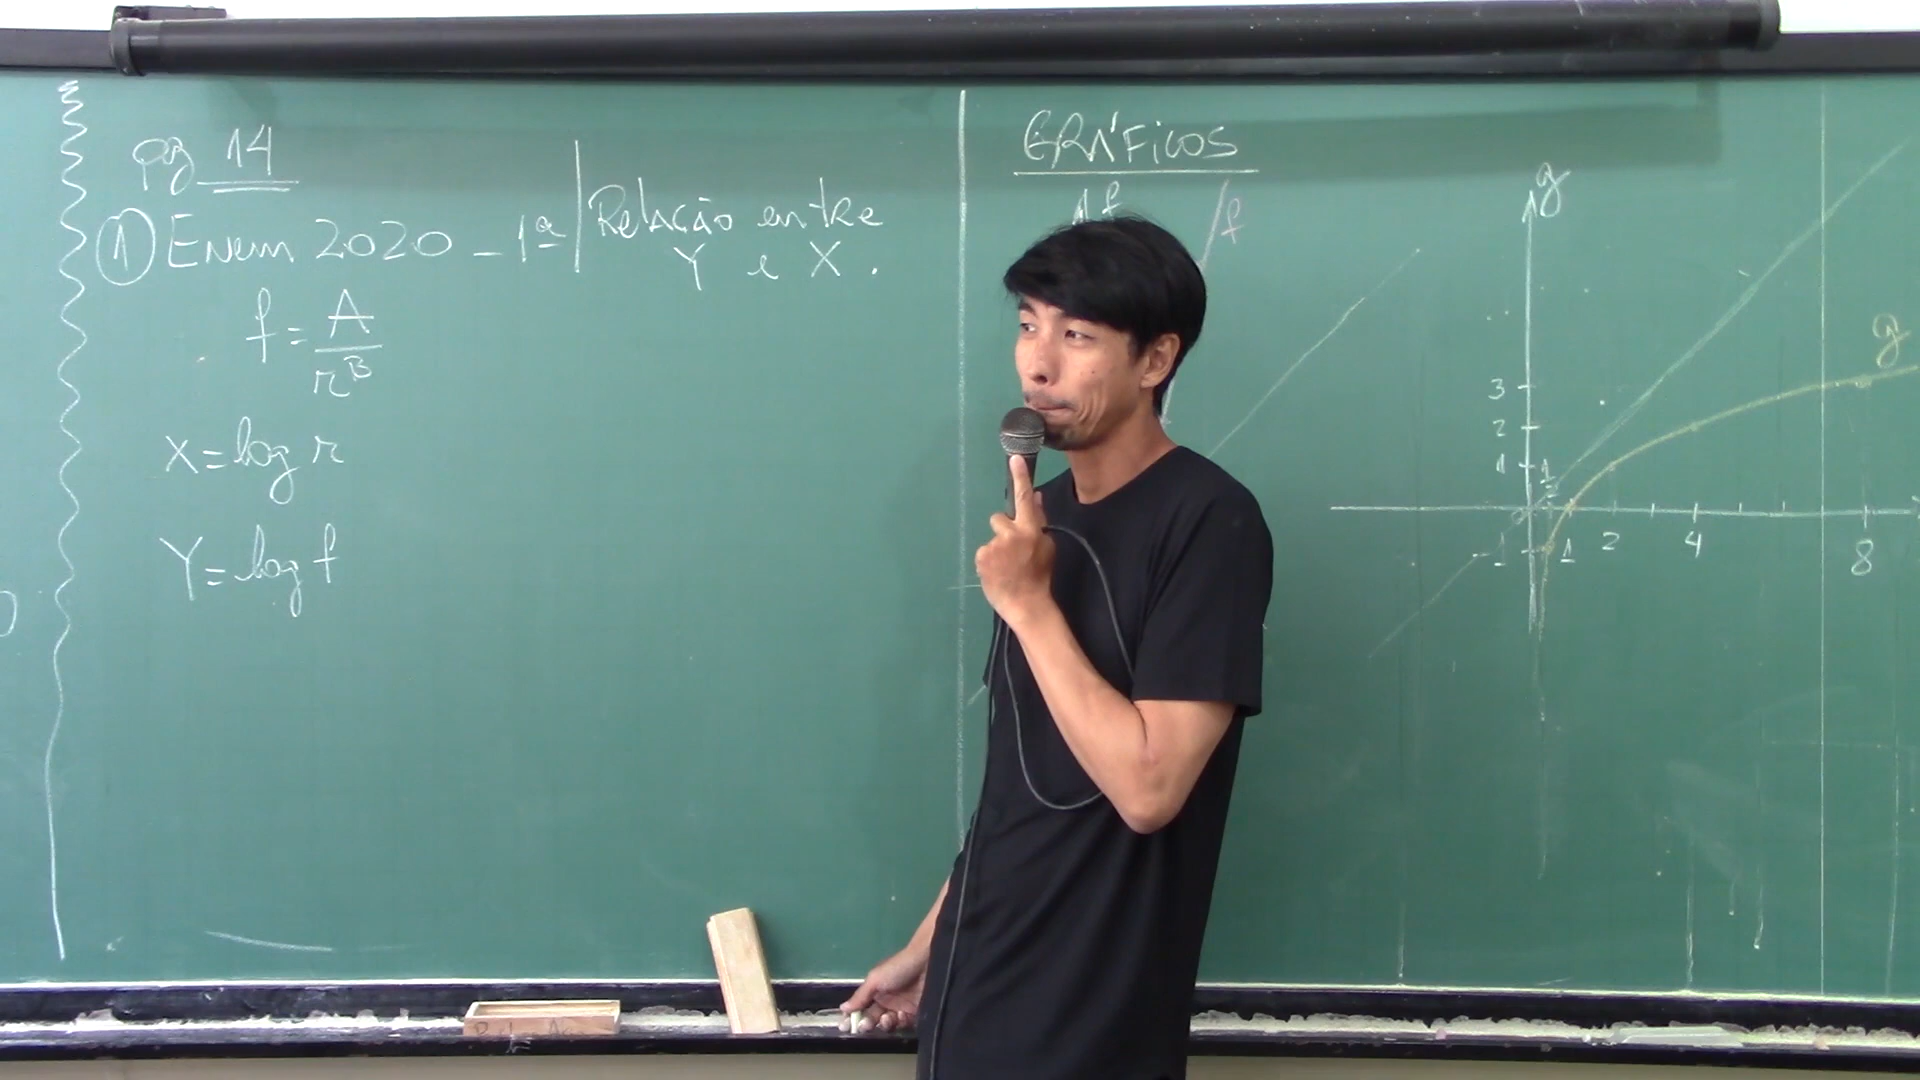 pg 14
① Enem 2020 - 1ª | Relação entre
Y e X.
f = A / r^B
X = log r
Y = log f
GRÁFICOS
f
f
g
g
3
2
1 1/2
-1 1 2 4 8